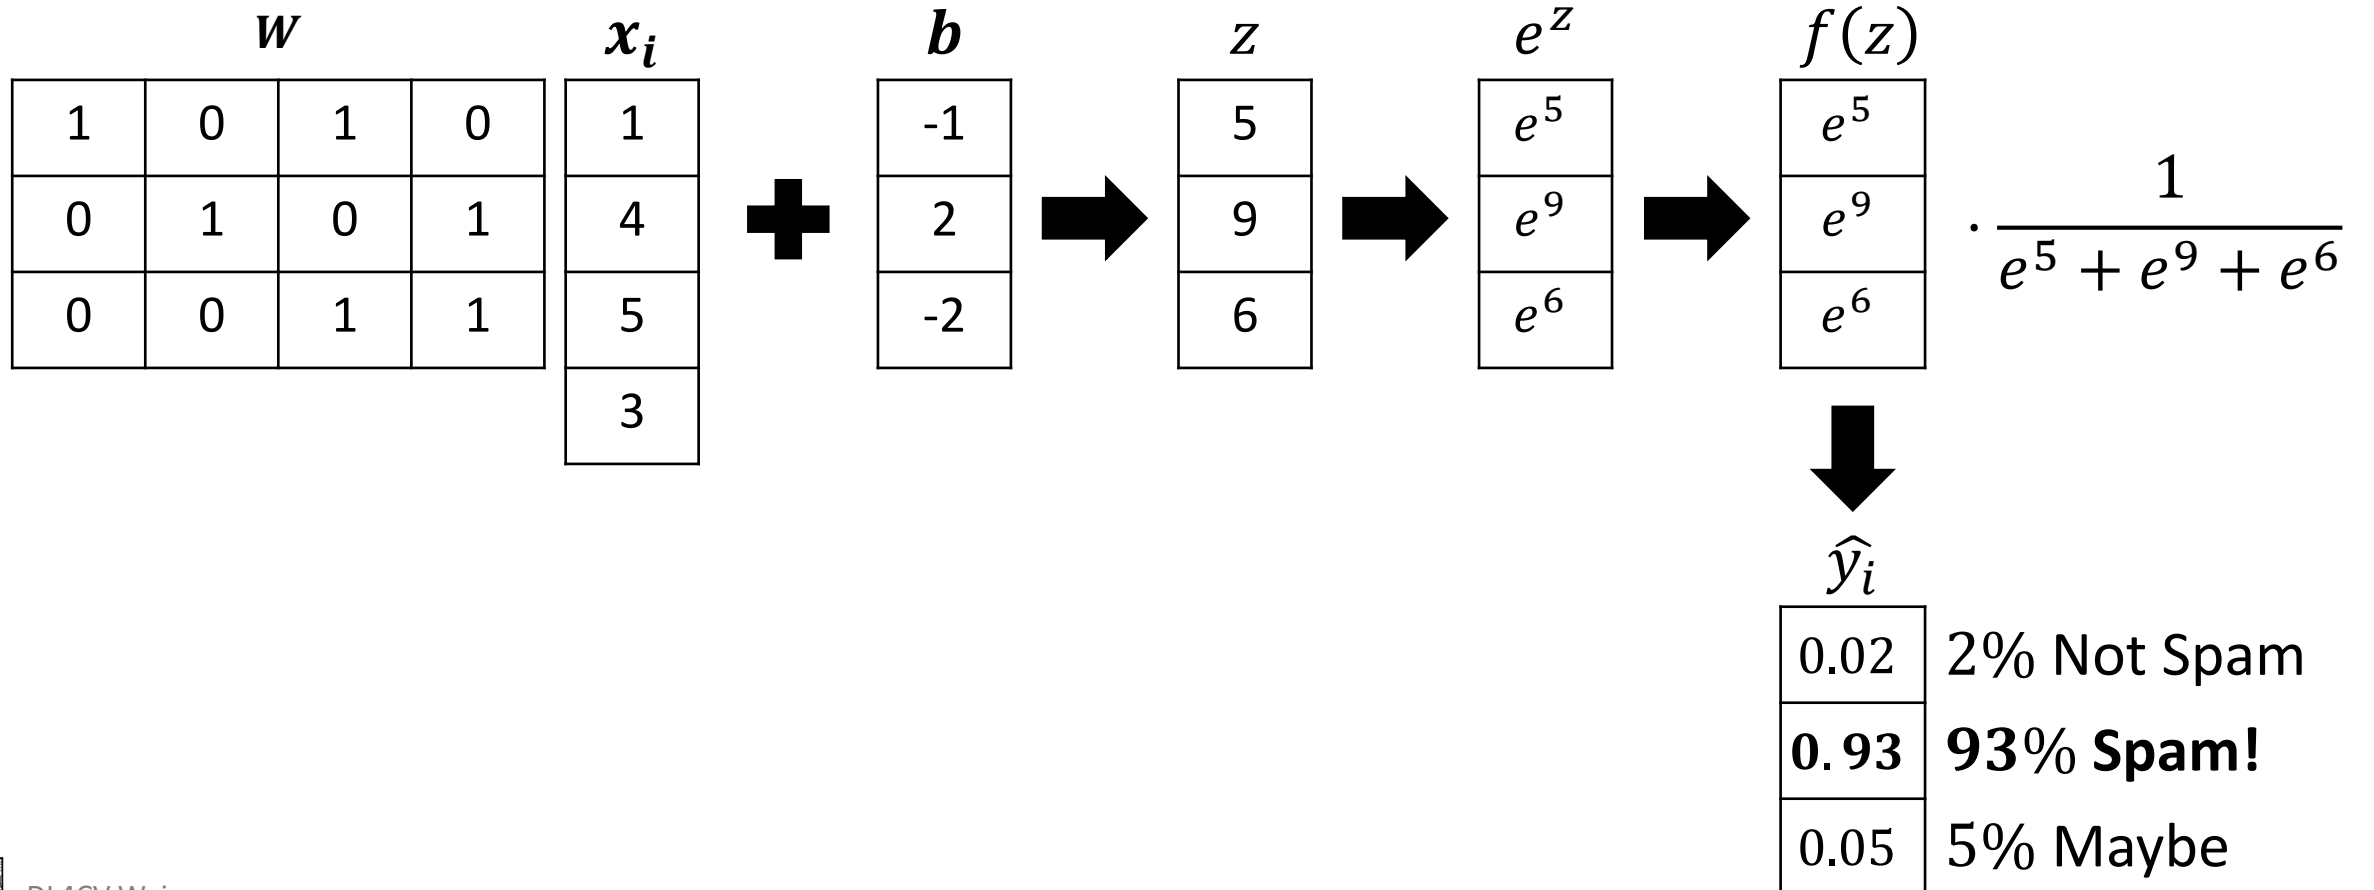 W x_i b z e^z f(z)
1 0 1 0 1 -1 5 e^5 e^5
0 1 0 1 4 2 9 e^9 e^9 · 1 / (e^5 + e^9 + e^6)
0 0 1 1 5 -2 6 e^6 e^6
3
ŷ_i
0.02 2% Not Spam
0.93 93% Spam!
0.05 5% Maybe